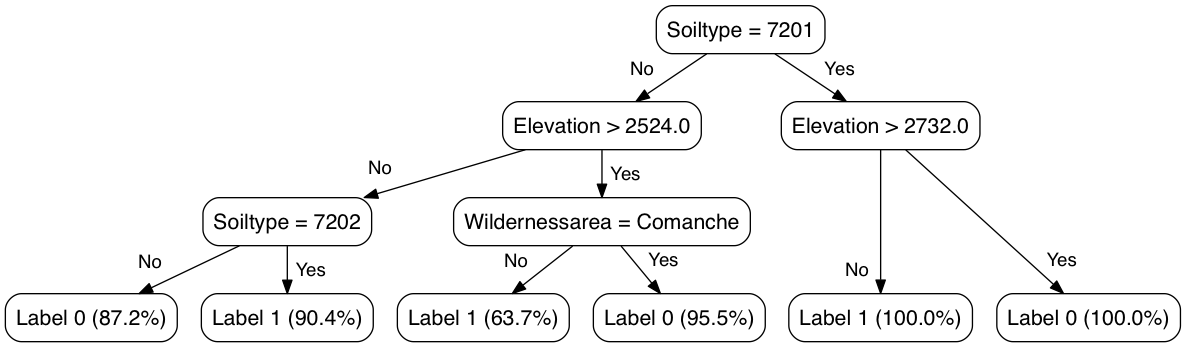 Soiltype = 7201
No
Yes
Elevation > 2524.0
Elevation > 2732.0
No
Yes
Soiltype = 7202
Wildernessarea = Comanche
No
Yes
No
Yes
No
Yes
Label 0 (87.2%)
Label 1 (90.4%)
Label 1 (63.7%)
Label 0 (95.5%)
Label 1 (100.0%)
Label 0 (100.0%)